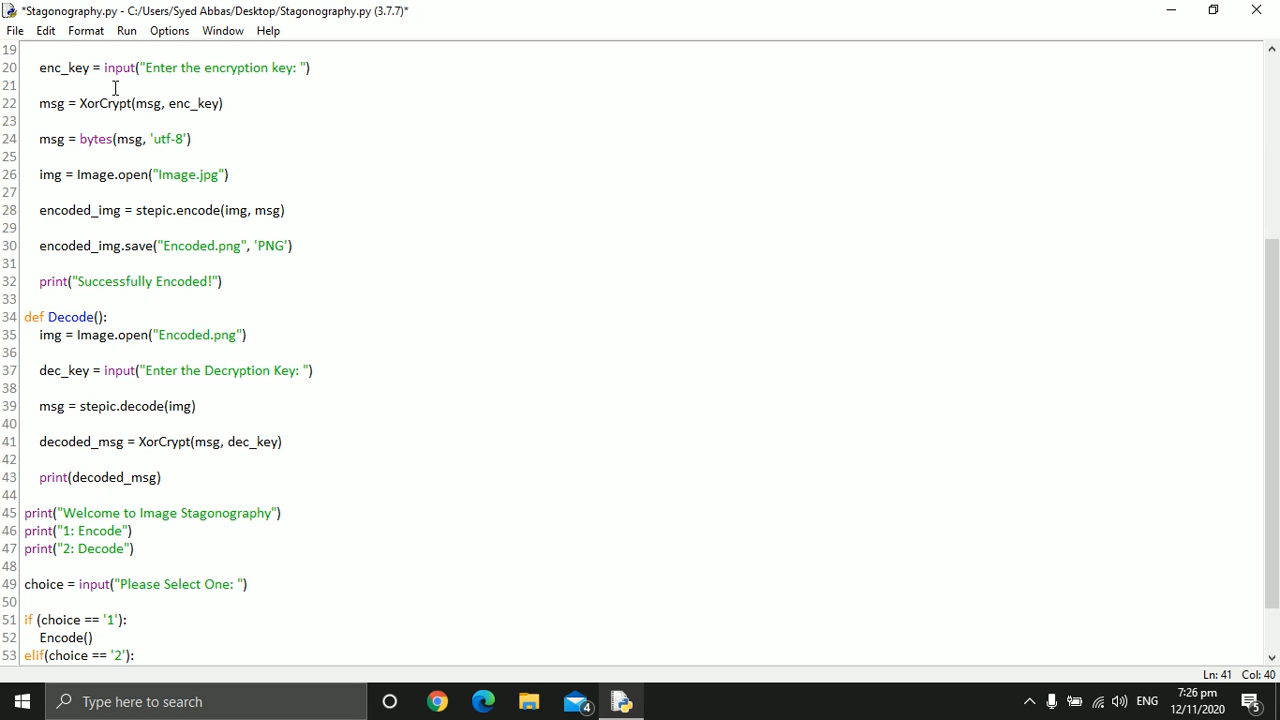 *Stagonography.py - C:/Users/Syed Abbas/Desktop/Stagonography.py (3.7.7)*
File Edit Format Run Options Window Help
19
20 enc_key = input("Enter the encryption key: ")
21
22 msg = XorCrypt(msg, enc_key)
23
24 msg = bytes(msg, 'utf-8')
25
26 img = Image.open("Image.jpg")
27
28 encoded_img = stepic.encode(img, msg)
29
30 encoded_img.save("Encoded.png", 'PNG')
31
32 print("Successfully Encoded!")
33
34 def Decode():
35 img = Image.open("Encoded.png")
36
37 dec_key = input("Enter the Decryption Key: ")
38
39 msg = stepic.decode(img)
40
41 decoded_msg = XorCrypt(msg, dec_key)
42
43 print(decoded_msg)
44
45 print("Welcome to Image Stagonography")
46 print("1: Encode")
47 print("2: Decode")
48
49 choice = input("Please Select One: ")
50
51 if (choice == '1'):
52 Encode()
53 elif(choice == '2'):
Ln: 41 Col: 40
Type here to search
4
ENG
7:26 pm
12/11/2020
5